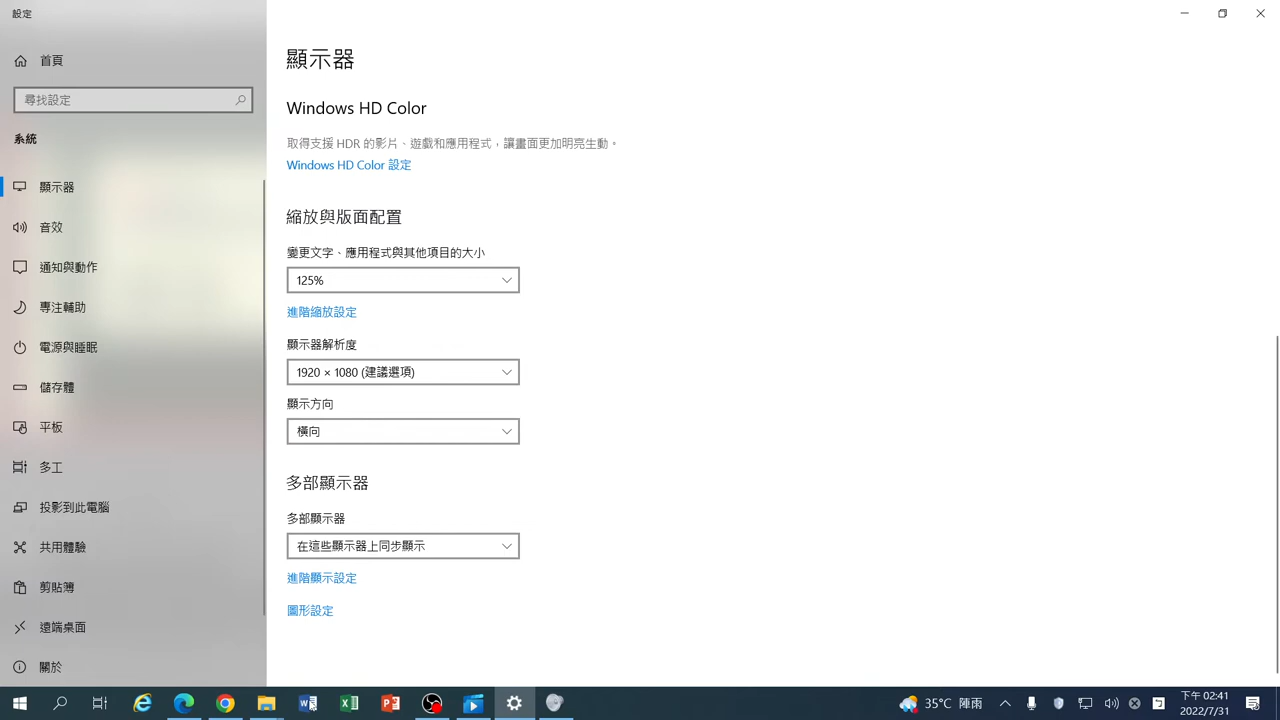 設定
首頁
尋找設定
系統
顯示器
音效
通知與動作
專注輔助
電源與睡眠
儲存體
平板
多工
投影到此電腦
共用體驗
剪貼簿
遠端桌面
關於
顯示器
Windows HD Color
取得支援 HDR 的影片、遊戲和應用程式，讓畫面更加明亮生動。
Windows HD Color 設定
縮放與版面配置
變更文字、應用程式與其他項目的大小
125%
進階縮放設定
顯示器解析度
1920 × 1080 (建議選項)
顯示方向
橫向
多部顯示器
多部顯示器
在這些顯示器上同步顯示
進階顯示設定
圖形設定
35°C 陣雨
下午 02:41
2022/7/31